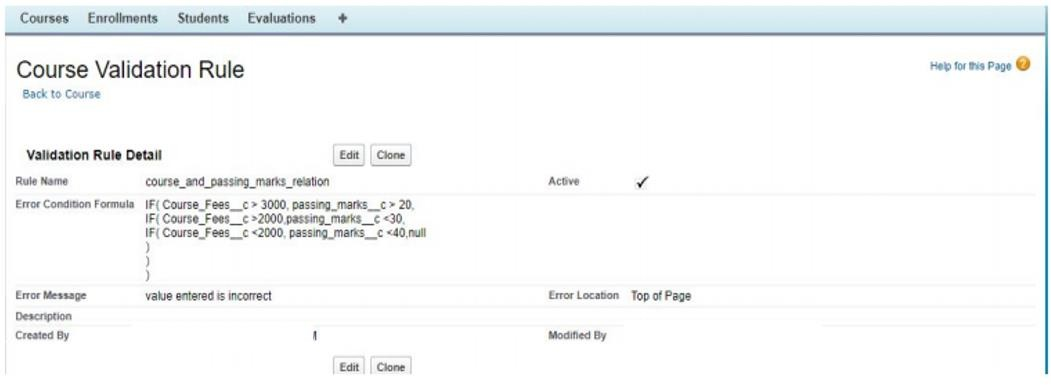 Courses Enrollments Students Evaluations +
Course Validation Rule
Help for this Page
Back to Course
Validation Rule Detail
Edit Clone
Rule Name course_and_passing_marks_relation Active ✓
Error Condition Formula IF( Course_Fees__c > 3000, passing_marks__c > 20,
IF( Course_Fees__c >2000,passing_marks__c <30,
IF( Course_Fees__c <2000, passing_marks__c <40,null
)
)
)
Error Message value entered is incorrect Error Location Top of Page
Description
Created By Modified By
Edit Clone